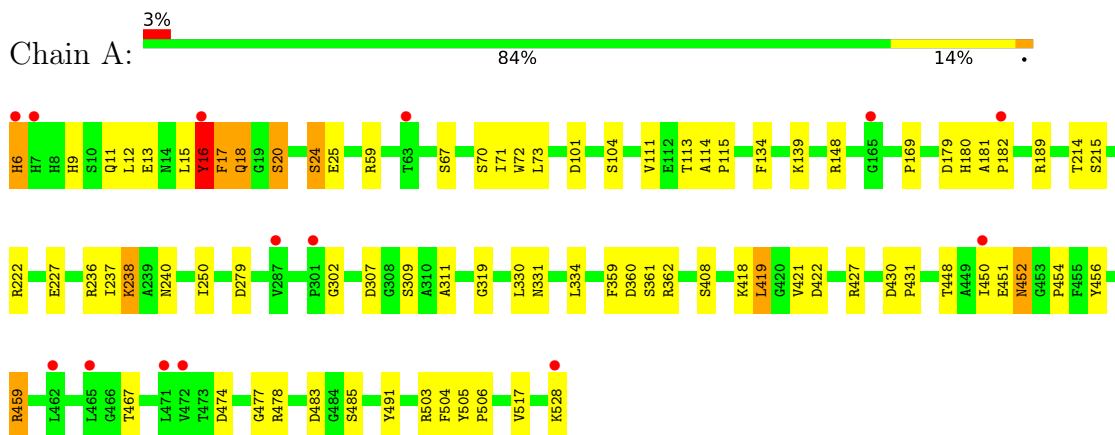 3%
Chain A:
84% 14% •
H6 H7 H8 H9 S10 Q11 L12 E13 N14 L15 Y16 F17 Q18 G19 S20 S24 E25 R59 T63 S67 S70 I71 W72 L73 D101 S104 V111 E112 T113 A114 P115 F134 K139 R148 G165 P169 D179 H180 A181 P182 R189 T214 S215
R222 E227 R236 I237 K238 A239 N240 I250 D279 V287 P301 G302 D307 G308 S309 A310 A311 G319 L330 N331 L334 F359 D360 S361 R362 S408 K418 L419 G420 V421 D422 R427 D430 P431 T448 A449 I450 E451 N452 G453 P454 F455 Y456
R459 L462 L465 G466 T467 L471 V472 T473 D474 G477 R478 D483 G484 S485 Y491 R503 F504 Y505 P506 V517 K528